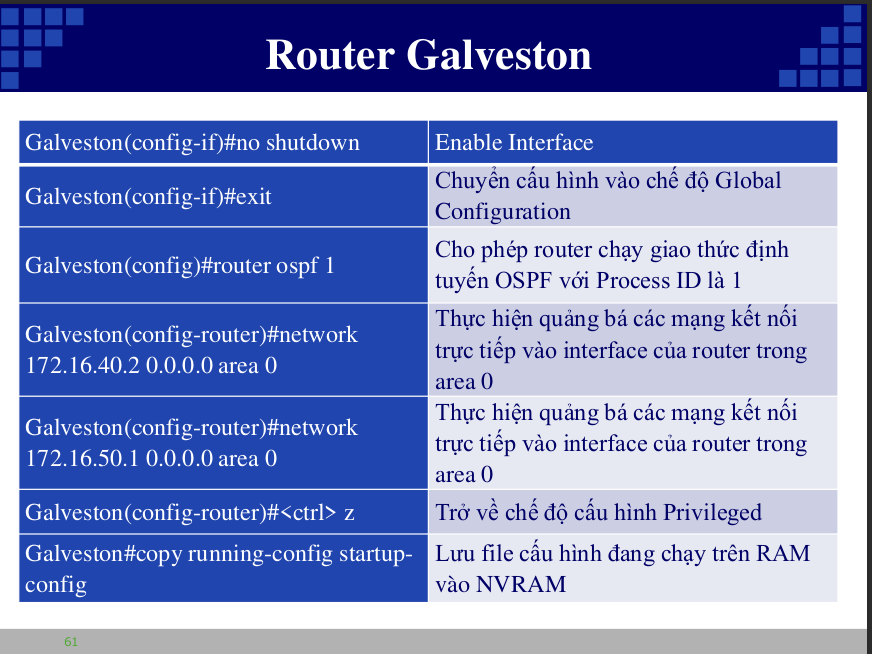 Router Galveston
Galveston(config-if)#no shutdown
Enable Interface
Galveston(config-if)#exit
Chuyển cấu hình vào chế độ Global
Configuration
Galveston(config)#router ospf 1
Cho phép router chạy giao thức định
tuyến OSPF với Process ID là 1
Galveston(config-router)#network
172.16.40.2 0.0.0.0 area 0
Thực hiện quảng bá các mạng kết nối
trực tiếp vào interface của router trong
area 0
Galveston(config-router)#network
172.16.50.1 0.0.0.0 area 0
Thực hiện quảng bá các mạng kết nối
trực tiếp vào interface của router trong
area 0
Galveston(config-router)#<ctrl> z
Trở về chế độ cấu hình Privileged
Galveston#copy running-config startup-
config
Lưu file cấu hình đang chạy trên RAM
vào NVRAM
61